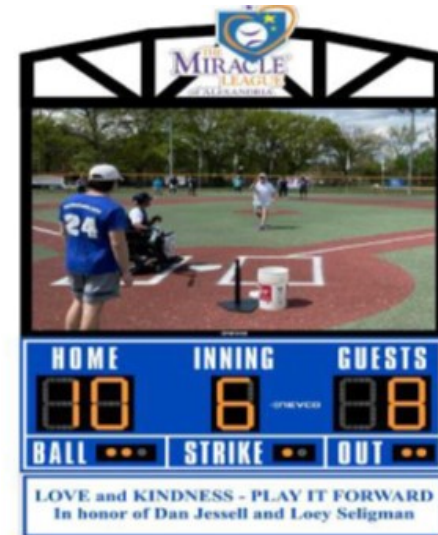 THE
MIRACLE
LEAGUE
OF ALEXANDRIA
24
HOME INNING GUESTS
10 6 8
NEVCO
BALL STRIKE OUT
LOVE and KINDNESS - PLAY IT FORWARD
In honor of Dan Jessell and Loey Seligman